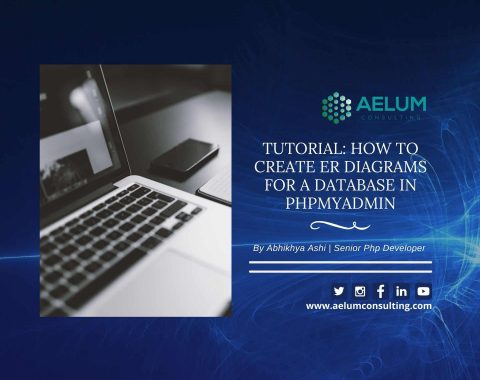 AELUM
CONSULTING
TUTORIAL: HOW TO
CREATE ER DIAGRAMS
FOR A DATABASE IN
PHPMYADMIN
By Abhikhya Ashi | Senior Php Developer
www.aelumconsulting.com